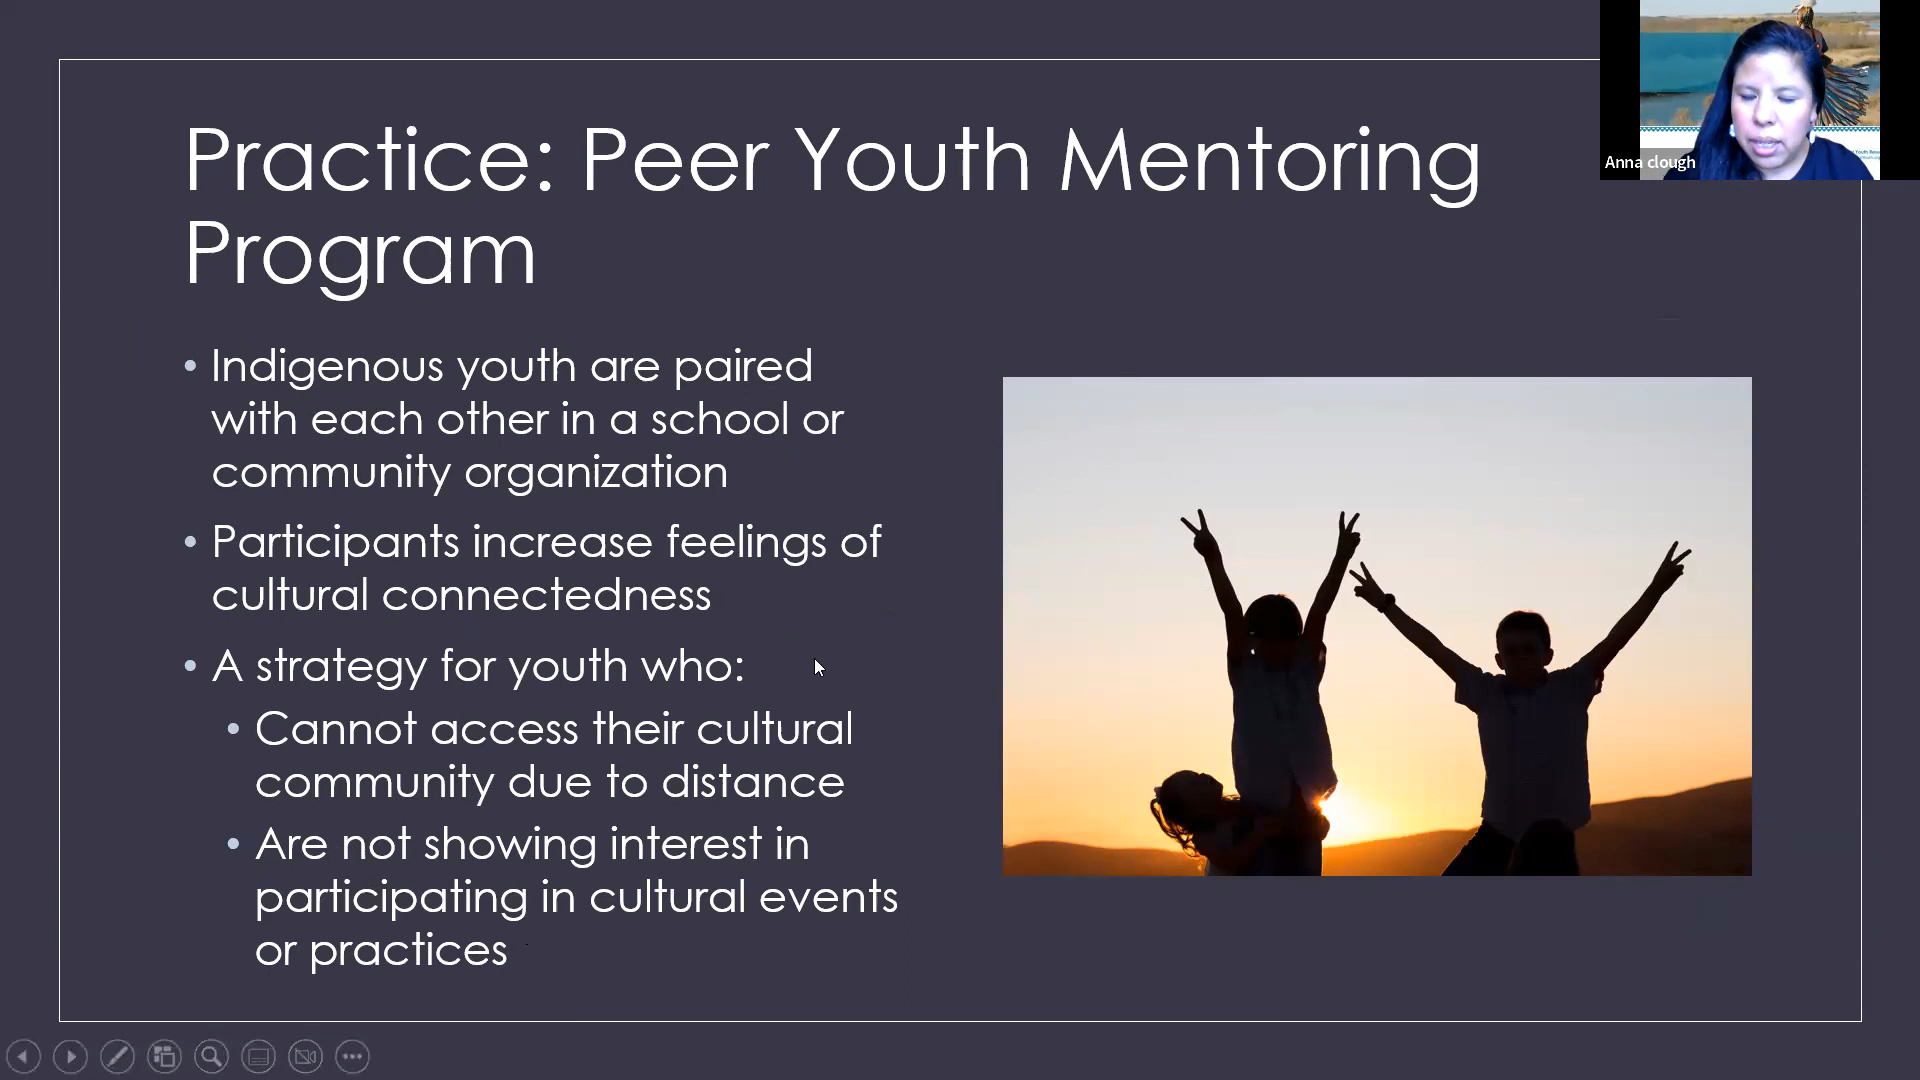 Practice: Peer Youth Mentoring
Program
• Indigenous youth are paired
with each other in a school or
community organization
• Participants increase feelings of
cultural connectedness
• A strategy for youth who:
• Cannot access their cultural
community due to distance
• Are not showing interest in
participating in cultural events
or practices
Anna clough